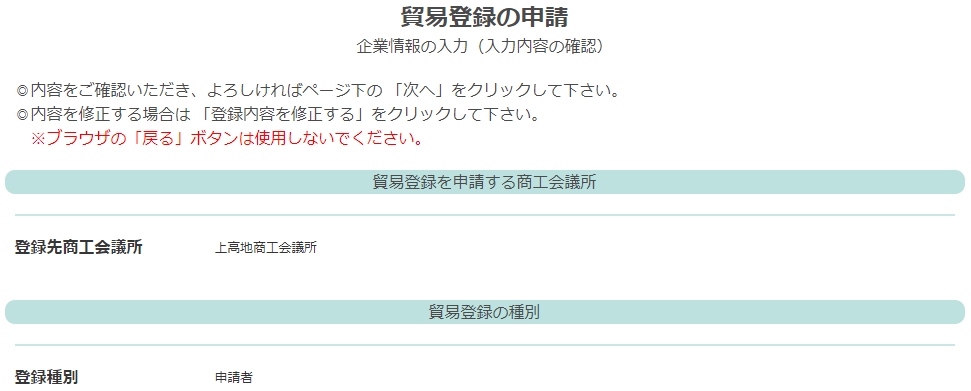 貿易登録の申請
企業情報の入力（入力内容の確認）
◎内容をご確認いただき、よろしければページ下の 「次へ」をクリックして下さい。
◎内容を修正する場合は 「登録内容を修正する」をクリックして下さい。
※ブラウザの「戻る」ボタンは使用しないでください。
貿易登録を申請する商工会議所
登録先商工会議所 上高地商工会議所
貿易登録の種別
登録種別 申請者